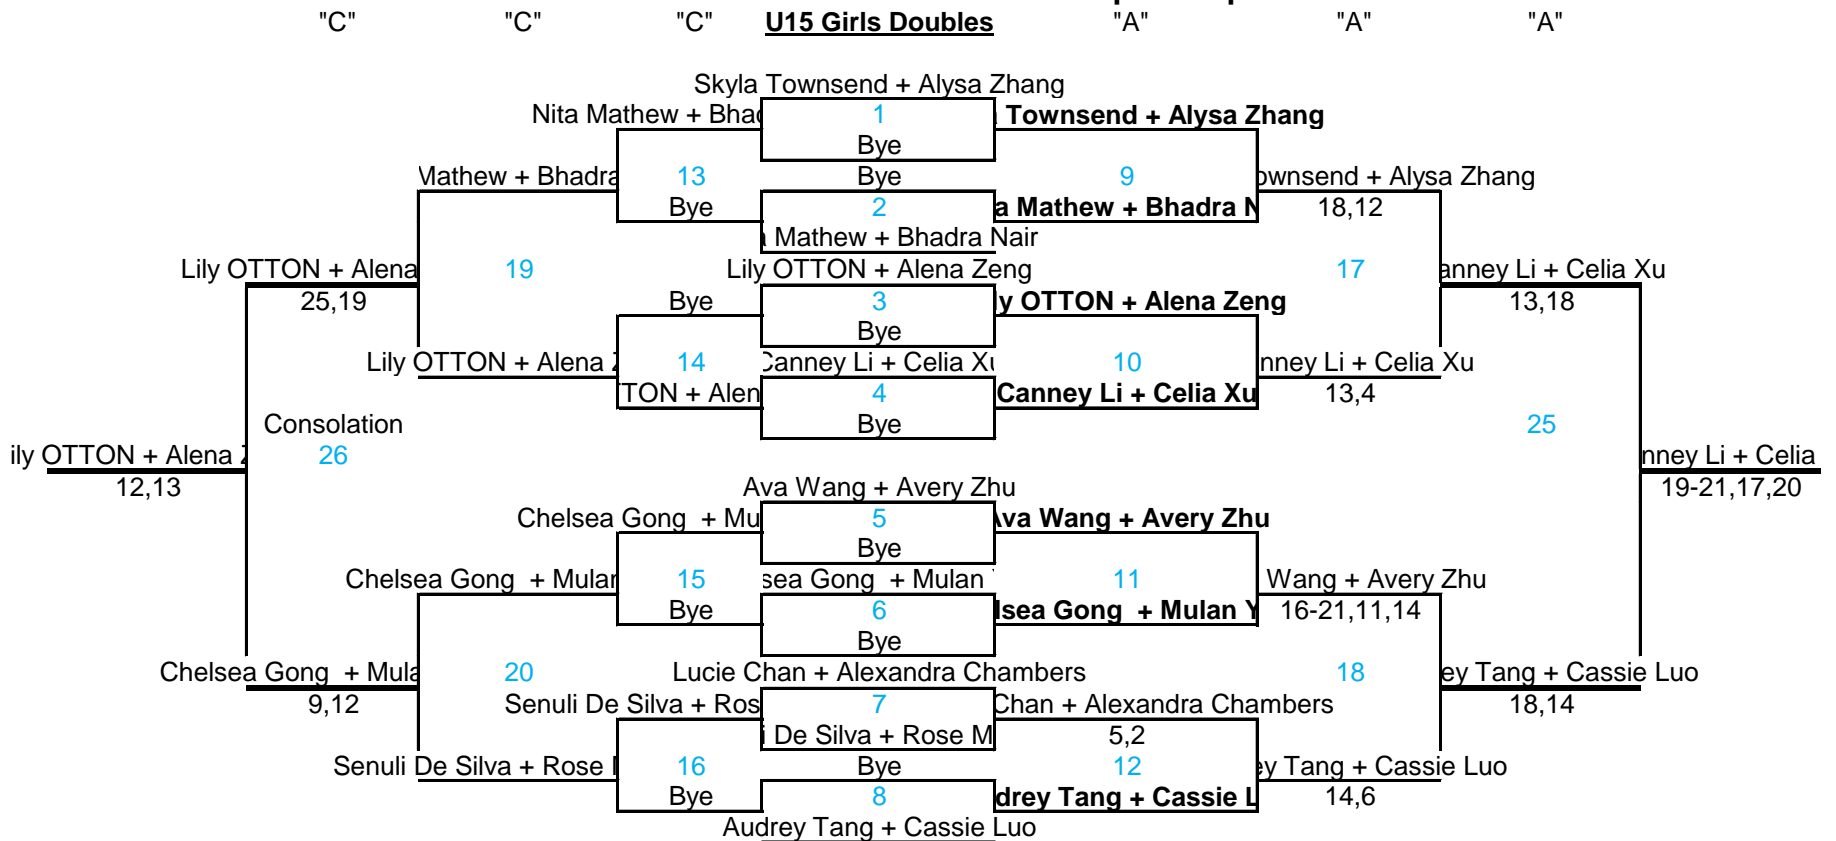 "C" "C" "C" U15 Girls Doubles "A" "A" "A"
Skyla Townsend + Alysa Zhang
Nita Mathew + Bhad 1 Townsend + Alysa Zhang
Bye
Mathew + Bhadra 13 Bye 9 ownsend + Alysa Zhang
Bye 2 a Mathew + Bhadra N 18,12
a Mathew + Bhadra Nair
Lily OTTON + Alena 19 Lily OTTON + Alena Zeng 17 anney Li + Celia Xu
25,19 Bye 3 ly OTTON + Alena Zeng 13,18
Bye
Lily OTTON + Alena Z 14 Canney Li + Celia Xu 10 nney Li + Celia Xu
TON + Alen 4 Canney Li + Celia Xu 13,4
Consolation Bye 25
ily OTTON + Alena Z 26 nney Li + Celia
12,13 19-21,17,20
Ava Wang + Avery Zhu
Chelsea Gong + Mu 5 Ava Wang + Avery Zhu
Bye
Chelsea Gong + Mulan 15 sea Gong + Mulan 11 Wang + Avery Zhu
Bye 6 lsea Gong + Mulan Y 16-21,11,14
Bye
Chelsea Gong + Mula 20 Lucie Chan + Alexandra Chambers 18 ey Tang + Cassie Luo
9,12 Senuli De Silva + Ros 7 Chan + Alexandra Chambers 18,14
i De Silva + Rose M 5,2
Senuli De Silva + Rose M 16 Bye 12 ey Tang + Cassie Luo
Bye 8 drey Tang + Cassie L 14,6
Audrey Tang + Cassie Luo